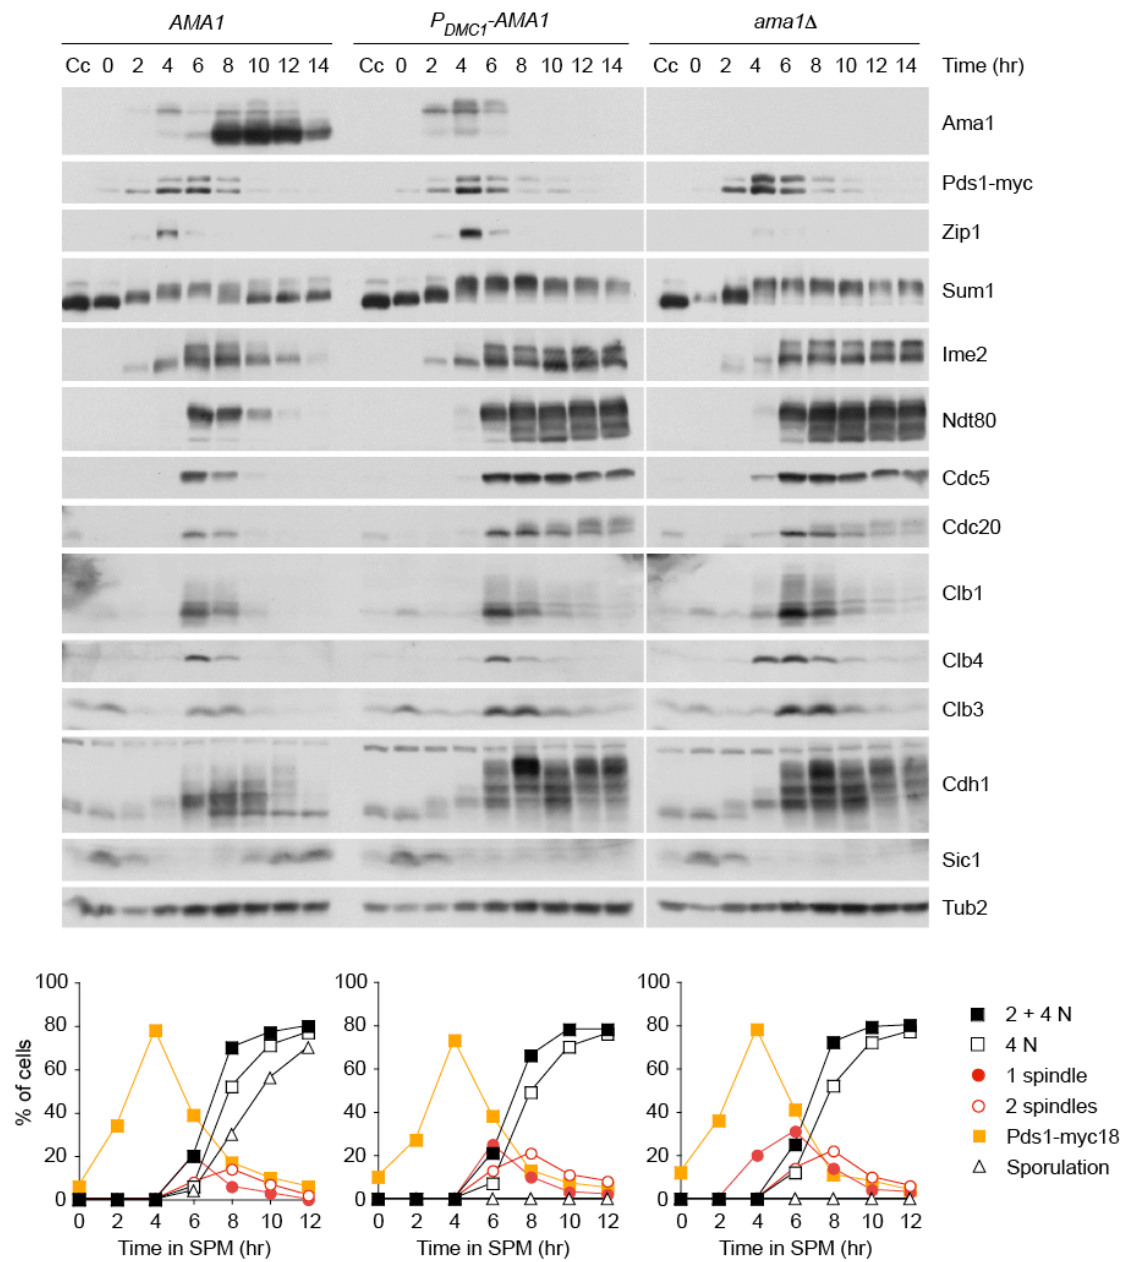 AMA1 P_DMC1-AMA1 ama1Δ
Cc 0 2 4 6 8 10 12 14 Cc 0 2 4 6 8 10 12 14 Cc 0 2 4 6 8 10 12 14 Time (hr)
Ama1
Pds1-myc
Zip1
Sum1
Ime2
Ndt80
Cdc5
Cdc20
Clb1
Clb4
Clb3
Cdh1
Sic1
Tub2
% of cells
100
80
60
40
20
0
0 2 4 6 8 10 12
Time in SPM (hr)
100
80
60
40
20
0
0 2 4 6 8 10 12
Time in SPM (hr)
100
80
60
40
20
0
0 2 4 6 8 10 12
Time in SPM (hr)
2 + 4 N
4 N
1 spindle
2 spindles
Pds1-myc18
Sporulation